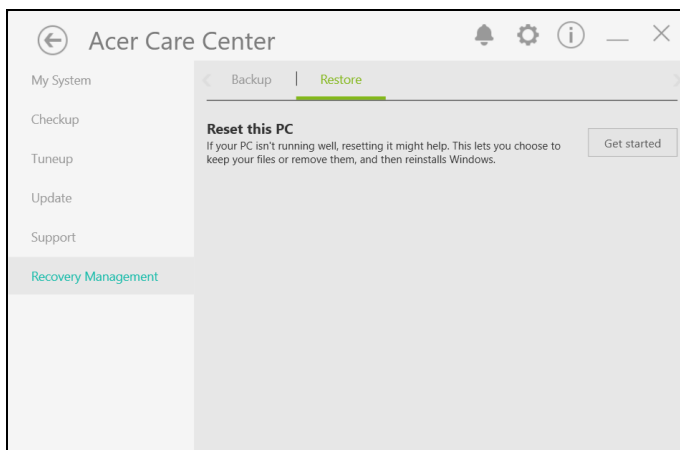 Acer Care Center
My System
Checkup
Tuneup
Update
Support
Recovery Management
Backup | Restore
Reset this PC
If your PC isn't running well, resetting it might help. This lets you choose to
keep your files or remove them, and then reinstalls Windows.
Get started